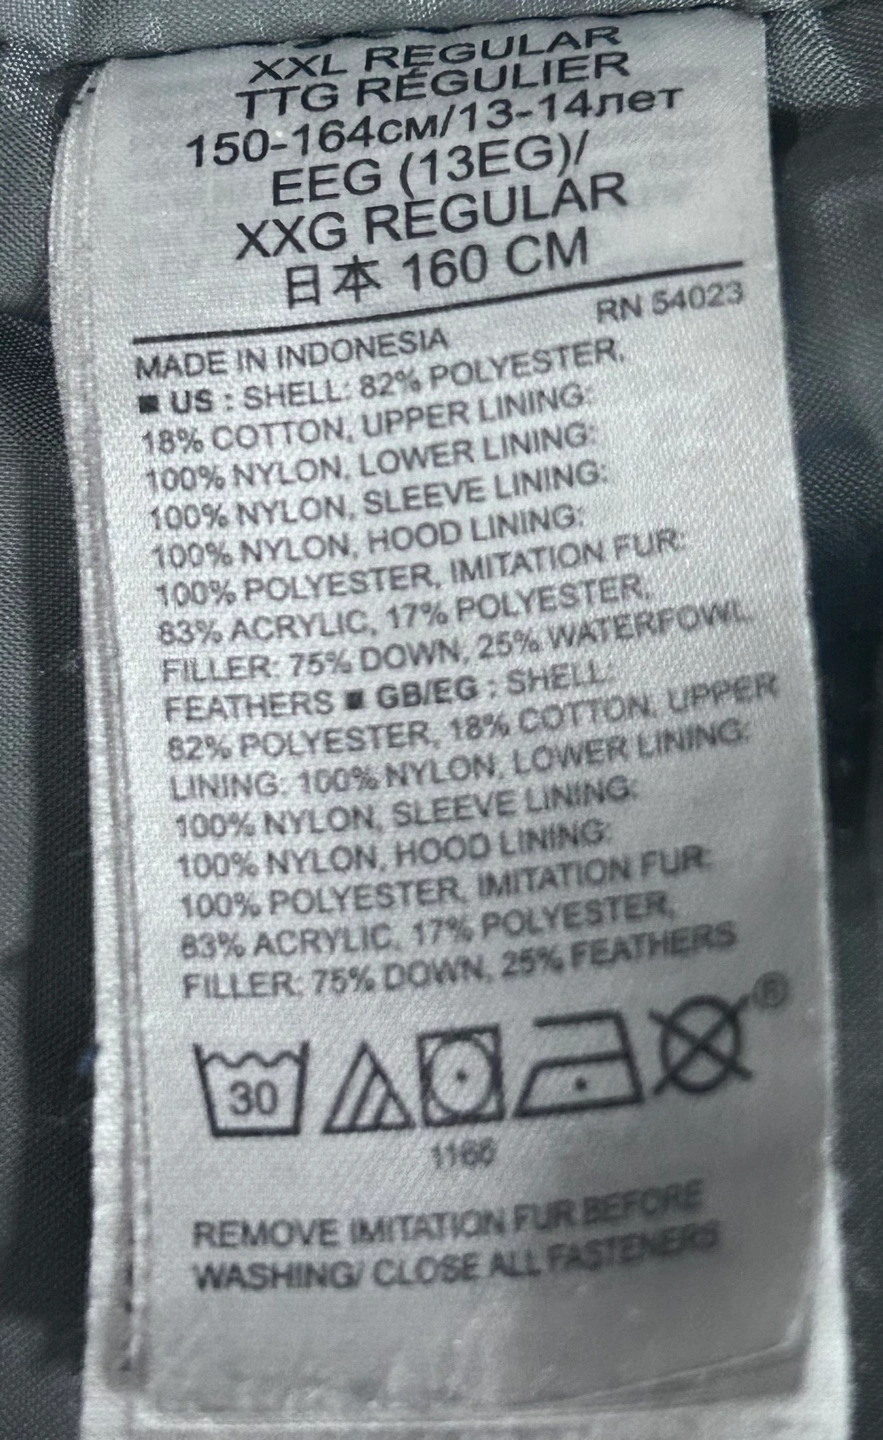 XXL REGULAR
TTG RÉGULIER
150-164см/13-14лет
EEG (13EG)/
XXG REGULAR
日本 160 CM
RN 54023
MADE IN INDONESIA
■ US : SHELL: 82% POLYESTER,
18% COTTON, UPPER LINING:
100% NYLON, LOWER LINING:
100% NYLON, SLEEVE LINING:
100% NYLON, HOOD LINING:
100% POLYESTER, IMITATION FUR:
83% ACRYLIC, 17% POLYESTER,
FILLER: 75% DOWN, 25% WATERFOWL
FEATHERS ■ GB/EG : SHELL:
82% POLYESTER, 18% COTTON, UPPER
LINING: 100% NYLON, LOWER LINING:
100% NYLON, SLEEVE LINING:
100% NYLON, HOOD LINING:
100% POLYESTER, IMITATION FUR:
83% ACRYLIC, 17% POLYESTER,
FILLER: 75% DOWN, 25% FEATHERS
30 ®
1166
REMOVE IMITATION FUR BEFORE
WASHING/ CLOSE ALL FASTENERS